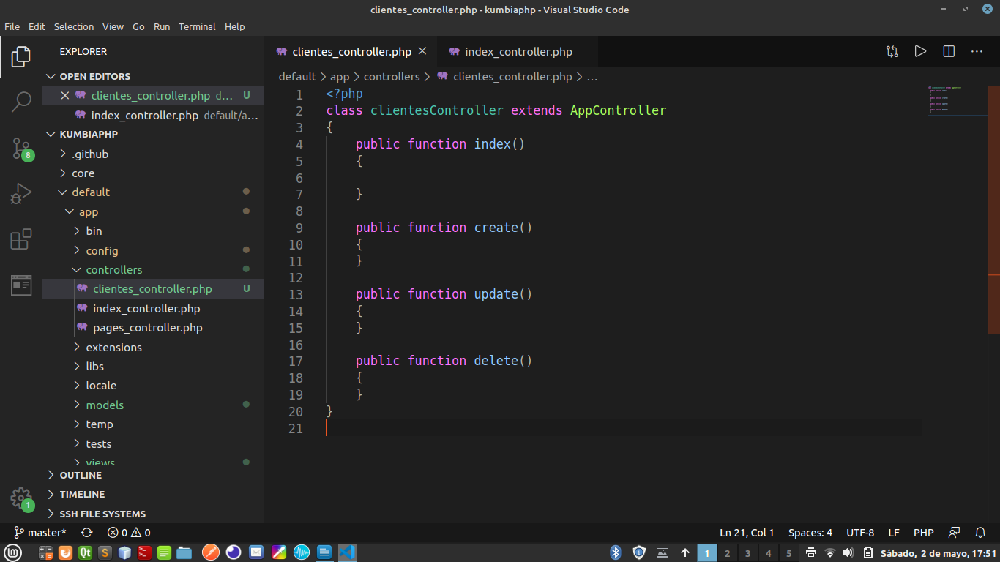 clientes_controller.php - kumbiaphp - Visual Studio Code
File Edit Selection View Go Run Terminal Help
EXPLORER
OPEN EDITORS
clientes_controller.php d... U
index_controller.php default/a...
KUMBIAPHP
.github
core
default
app
bin
config
controllers
clientes_controller.php U
index_controller.php
pages_controller.php
extensions
libs
locale
models
temp
tests
views
OUTLINE
TIMELINE
SSH FILE SYSTEMS
8
1
clientes_controller.php index_controller.php
default > app > controllers > clientes_controller.php > ...
1 <?php
2 class clientesController extends AppController
3 {
4     public function index()
5     {
6
7     }
8
9     public function create()
10     {
11     }
12
13     public function update()
14     {
15     }
16
17     public function delete()
18     {
19     }
20 }
21
master* 0 0 Ln 21, Col 1 Spaces: 4 UTF-8 LF PHP
1 2 3 4 5 Sábado, 2 de mayo, 17:51